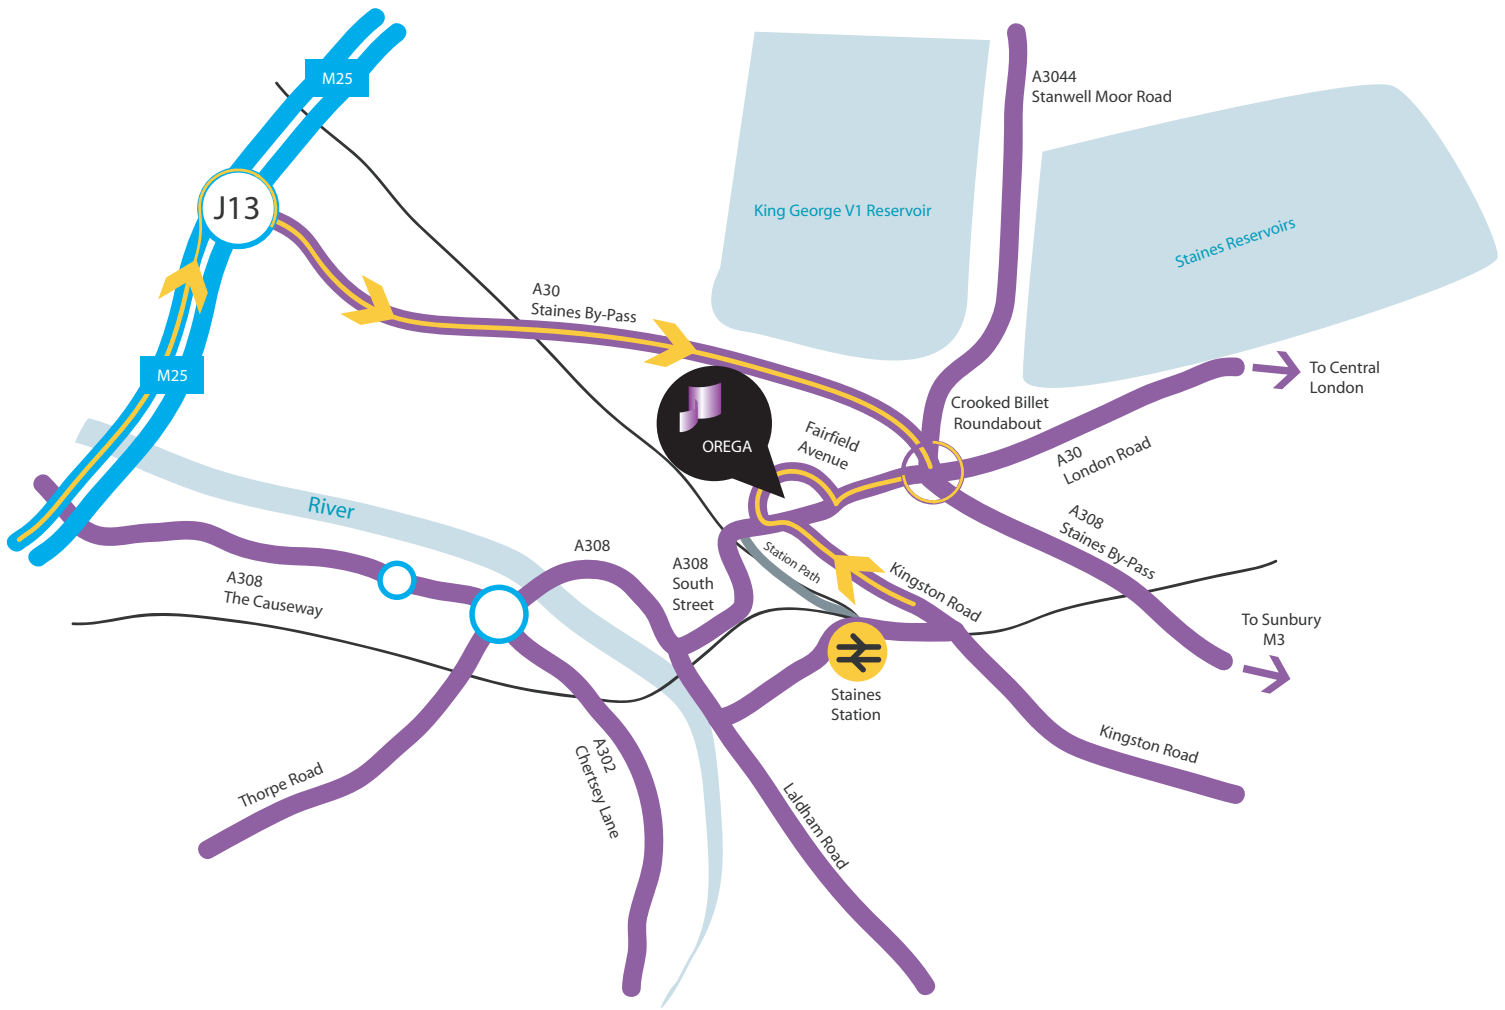 M25
A3044
Stanwell Moor Road
J13
King George V1 Reservoir
Staines Reservoirs
A30
Staines By-Pass
M25
To Central
London
Crooked Billet
Roundabout
OREGA
Fairfield
Avenue
A30
London Road
River
A308
Staines By-Pass
A308
A308
South
Street
Station Path
Kingston Road
A308
The Causeway
To Sunbury
M3
Staines
Station
Kingston Road
A302
Chertsey Lane
Thorpe Road
Laldham Road